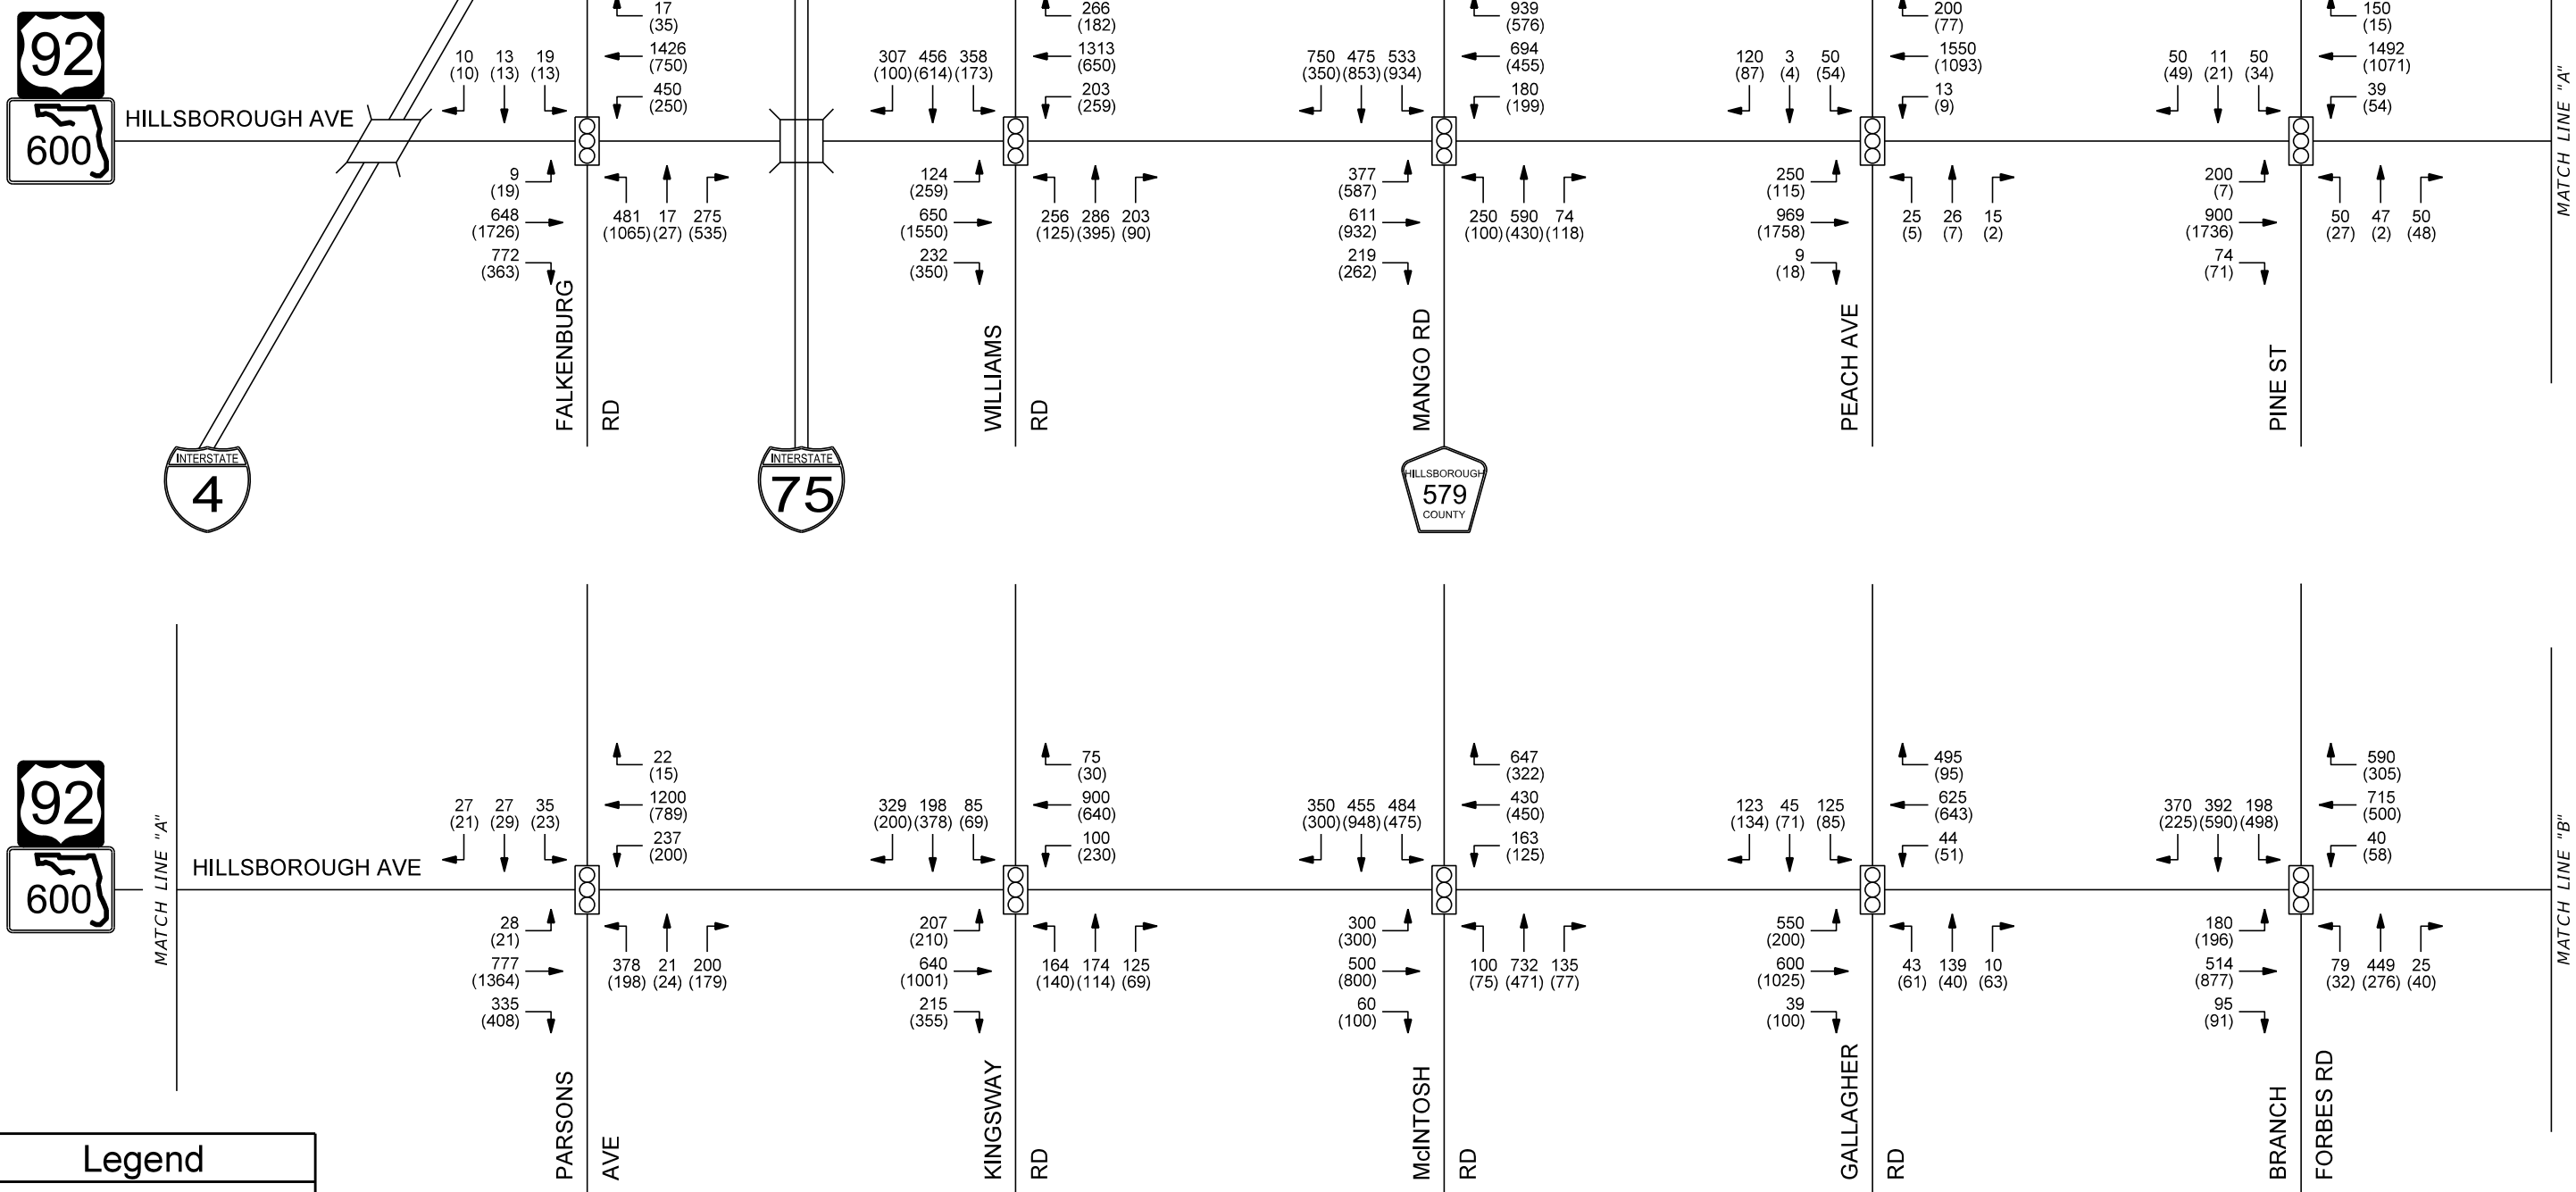 92
600
HILLSBOROUGH AVE
10 13 19
(10) (13) (13)
17
(35)
1426
(750)
450
(250)
9
(19)
648
(1726)
772
(363)
481 17 275
(1065) (27) (535)
FALKENBURG
RD
307 456 358
(100) (614) (173)
266
(182)
1313
(650)
203
(259)
124
(259)
650
(1550)
232
(350)
256 286 203
(125) (395) (90)
WILLIAMS
RD
750 475 533
(350) (853) (934)
939
(576)
694
(455)
180
(199)
377
(587)
611
(932)
219
(262)
250 590 74
(100) (430) (118)
MANGO RD
120 3 50
(87) (4) (54)
200
(77)
1550
(1093)
13
(9)
250
(115)
969
(1758)
9
(18)
25 26 15
(5) (7) (2)
PEACH AVE
50 11 50
(49) (21) (34)
150
(15)
1492
(1071)
39
(54)
200
(7)
900
(1736)
74
(71)
50 47 50
(27) (2) (48)
PINE ST
MATCH LINE "A"
INTERSTATE
4
INTERSTATE
75
HILLSBOROUGH
579
COUNTY
92
600
MATCH LINE "A"
HILLSBOROUGH AVE
27 27 35
(21) (29) (23)
22
(15)
1200
(789)
237
(200)
28
(21)
777
(1364)
335
(408)
378 21 200
(198) (24) (179)
PARSONS
AVE
329 198 85
(200) (378) (69)
75
(30)
900
(640)
100
(230)
207
(210)
640
(1001)
215
(355)
164 174 125
(140) (114) (69)
KINGSWAY
RD
350 455 484
(300) (948) (475)
647
(322)
430
(450)
163
(125)
300
(300)
500
(800)
60
(100)
100 732 135
(75) (471) (77)
McINTOSH
RD
123 45 125
(134) (71) (85)
495
(95)
625
(643)
44
(51)
550
(200)
600
(1025)
39
(100)
43 139 10
(61) (40) (63)
GALLAGHER
RD
370 392 198
(225) (590) (498)
590
(305)
715
(500)
40
(58)
180
(196)
514
(877)
95
(91)
79 449 25
(32) (276) (40)
BRANCH
FORBES RD
MATCH LINE "B"
Legend